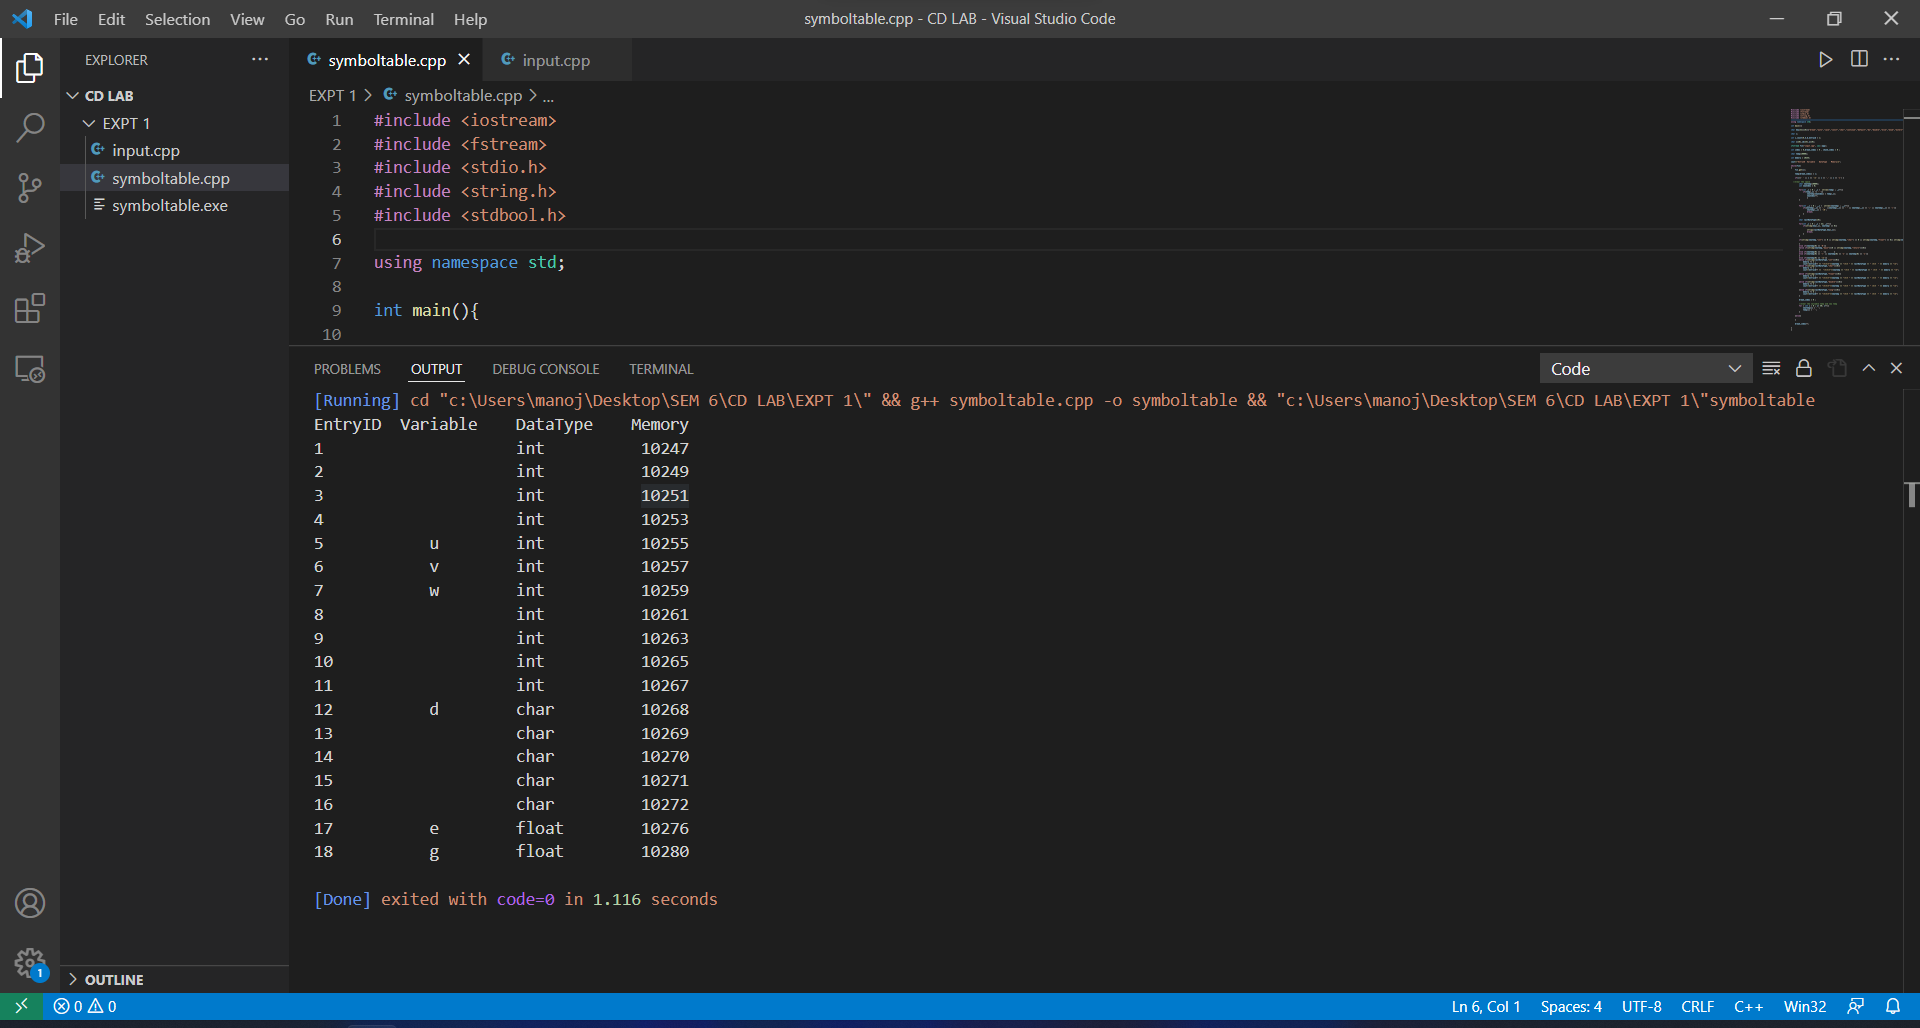 File Edit Selection View Go Run Terminal Help
symboltable.cpp - CD LAB - Visual Studio Code
EXPLORER
CD LAB
EXPT 1
input.cpp
symboltable.cpp
symboltable.exe
OUTLINE
symboltable.cpp input.cpp
EXPT 1 > symboltable.cpp > ...
1 #include <iostream>
2 #include <fstream>
3 #include <stdio.h>
4 #include <string.h>
5 #include <stdbool.h>
6
7 using namespace std;
8
9 int main(){
10
PROBLEMS OUTPUT DEBUG CONSOLE TERMINAL
Code
[Running] cd "c:\Users\manoj\Desktop\SEM 6\CD LAB\EXPT 1\" && g++ symboltable.cpp -o symboltable && "c:\Users\manoj\Desktop\SEM 6\CD LAB\EXPT 1\"symboltable
EntryID Variable DataType Memory
1 int 10247
2 int 10249
3 int 10251
4 int 10253
5 u int 10255
6 v int 10257
7 w int 10259
8 int 10261
9 int 10263
10 int 10265
11 int 10267
12 d char 10268
13 char 10269
14 char 10270
15 char 10271
16 char 10272
17 e float 10276
18 g float 10280
[Done] exited with code=0 in 1.116 seconds
1
0 0
Ln 6, Col 1 Spaces: 4 UTF-8 CRLF C++ Win32